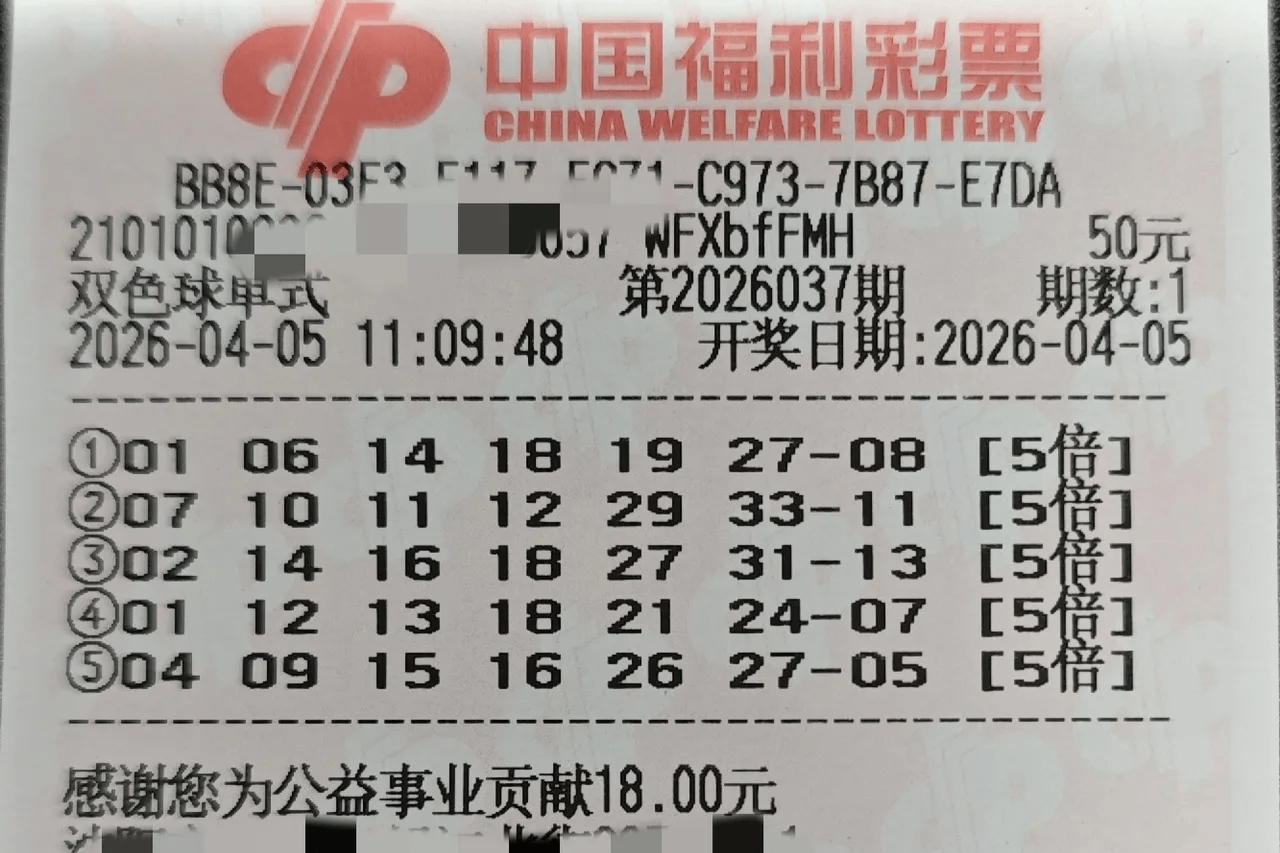 中国福利彩票
CHINA WELFARE LOTTERY
BB8E-03F3 -C973-7B87-E7DA
2101010 WFXbfFMH 50元
双色球单式 第2026037期 期数:1
2026-04-05 11:09:48 开奖日期:2026-04-05
①01 06 14 18 19 27-08 [5倍]
②07 10 11 12 29 33-11 [5倍]
③02 14 16 18 27 31-13 [5倍]
④01 12 13 18 21 24-07 [5倍]
⑤04 09 15 16 26 27-05 [5倍]
感谢您为公益事业贡献18.00元